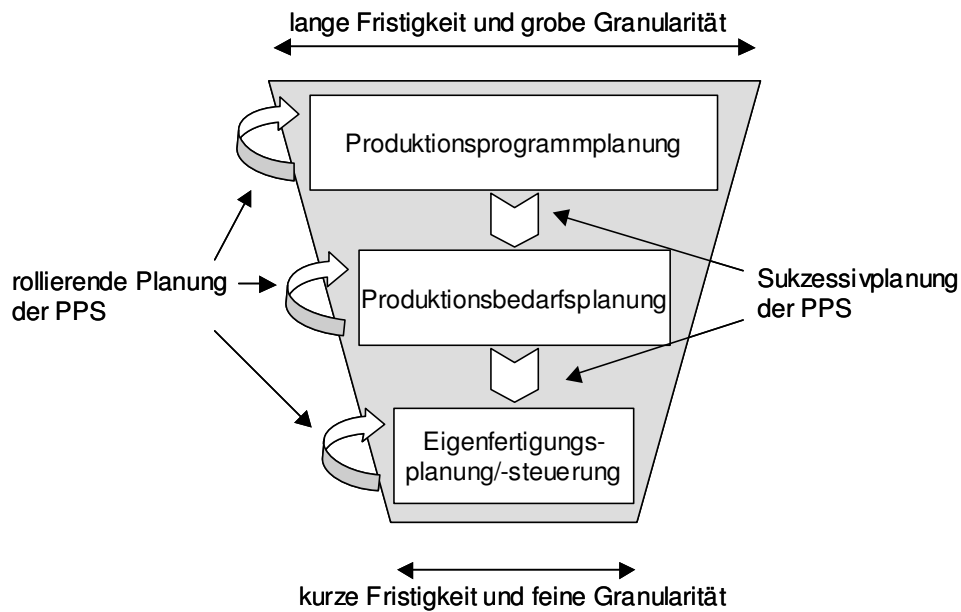 lange Fristigkeit und grobe Granularität
Produktionsprogrammplanung
rollierende Planung
der PPS
Produktionsbedarfsplanung
Sukzessivplanung
der PPS
Eigenfertigungs-
planung/-steuerung
kurze Fristigkeit und feine Granularität